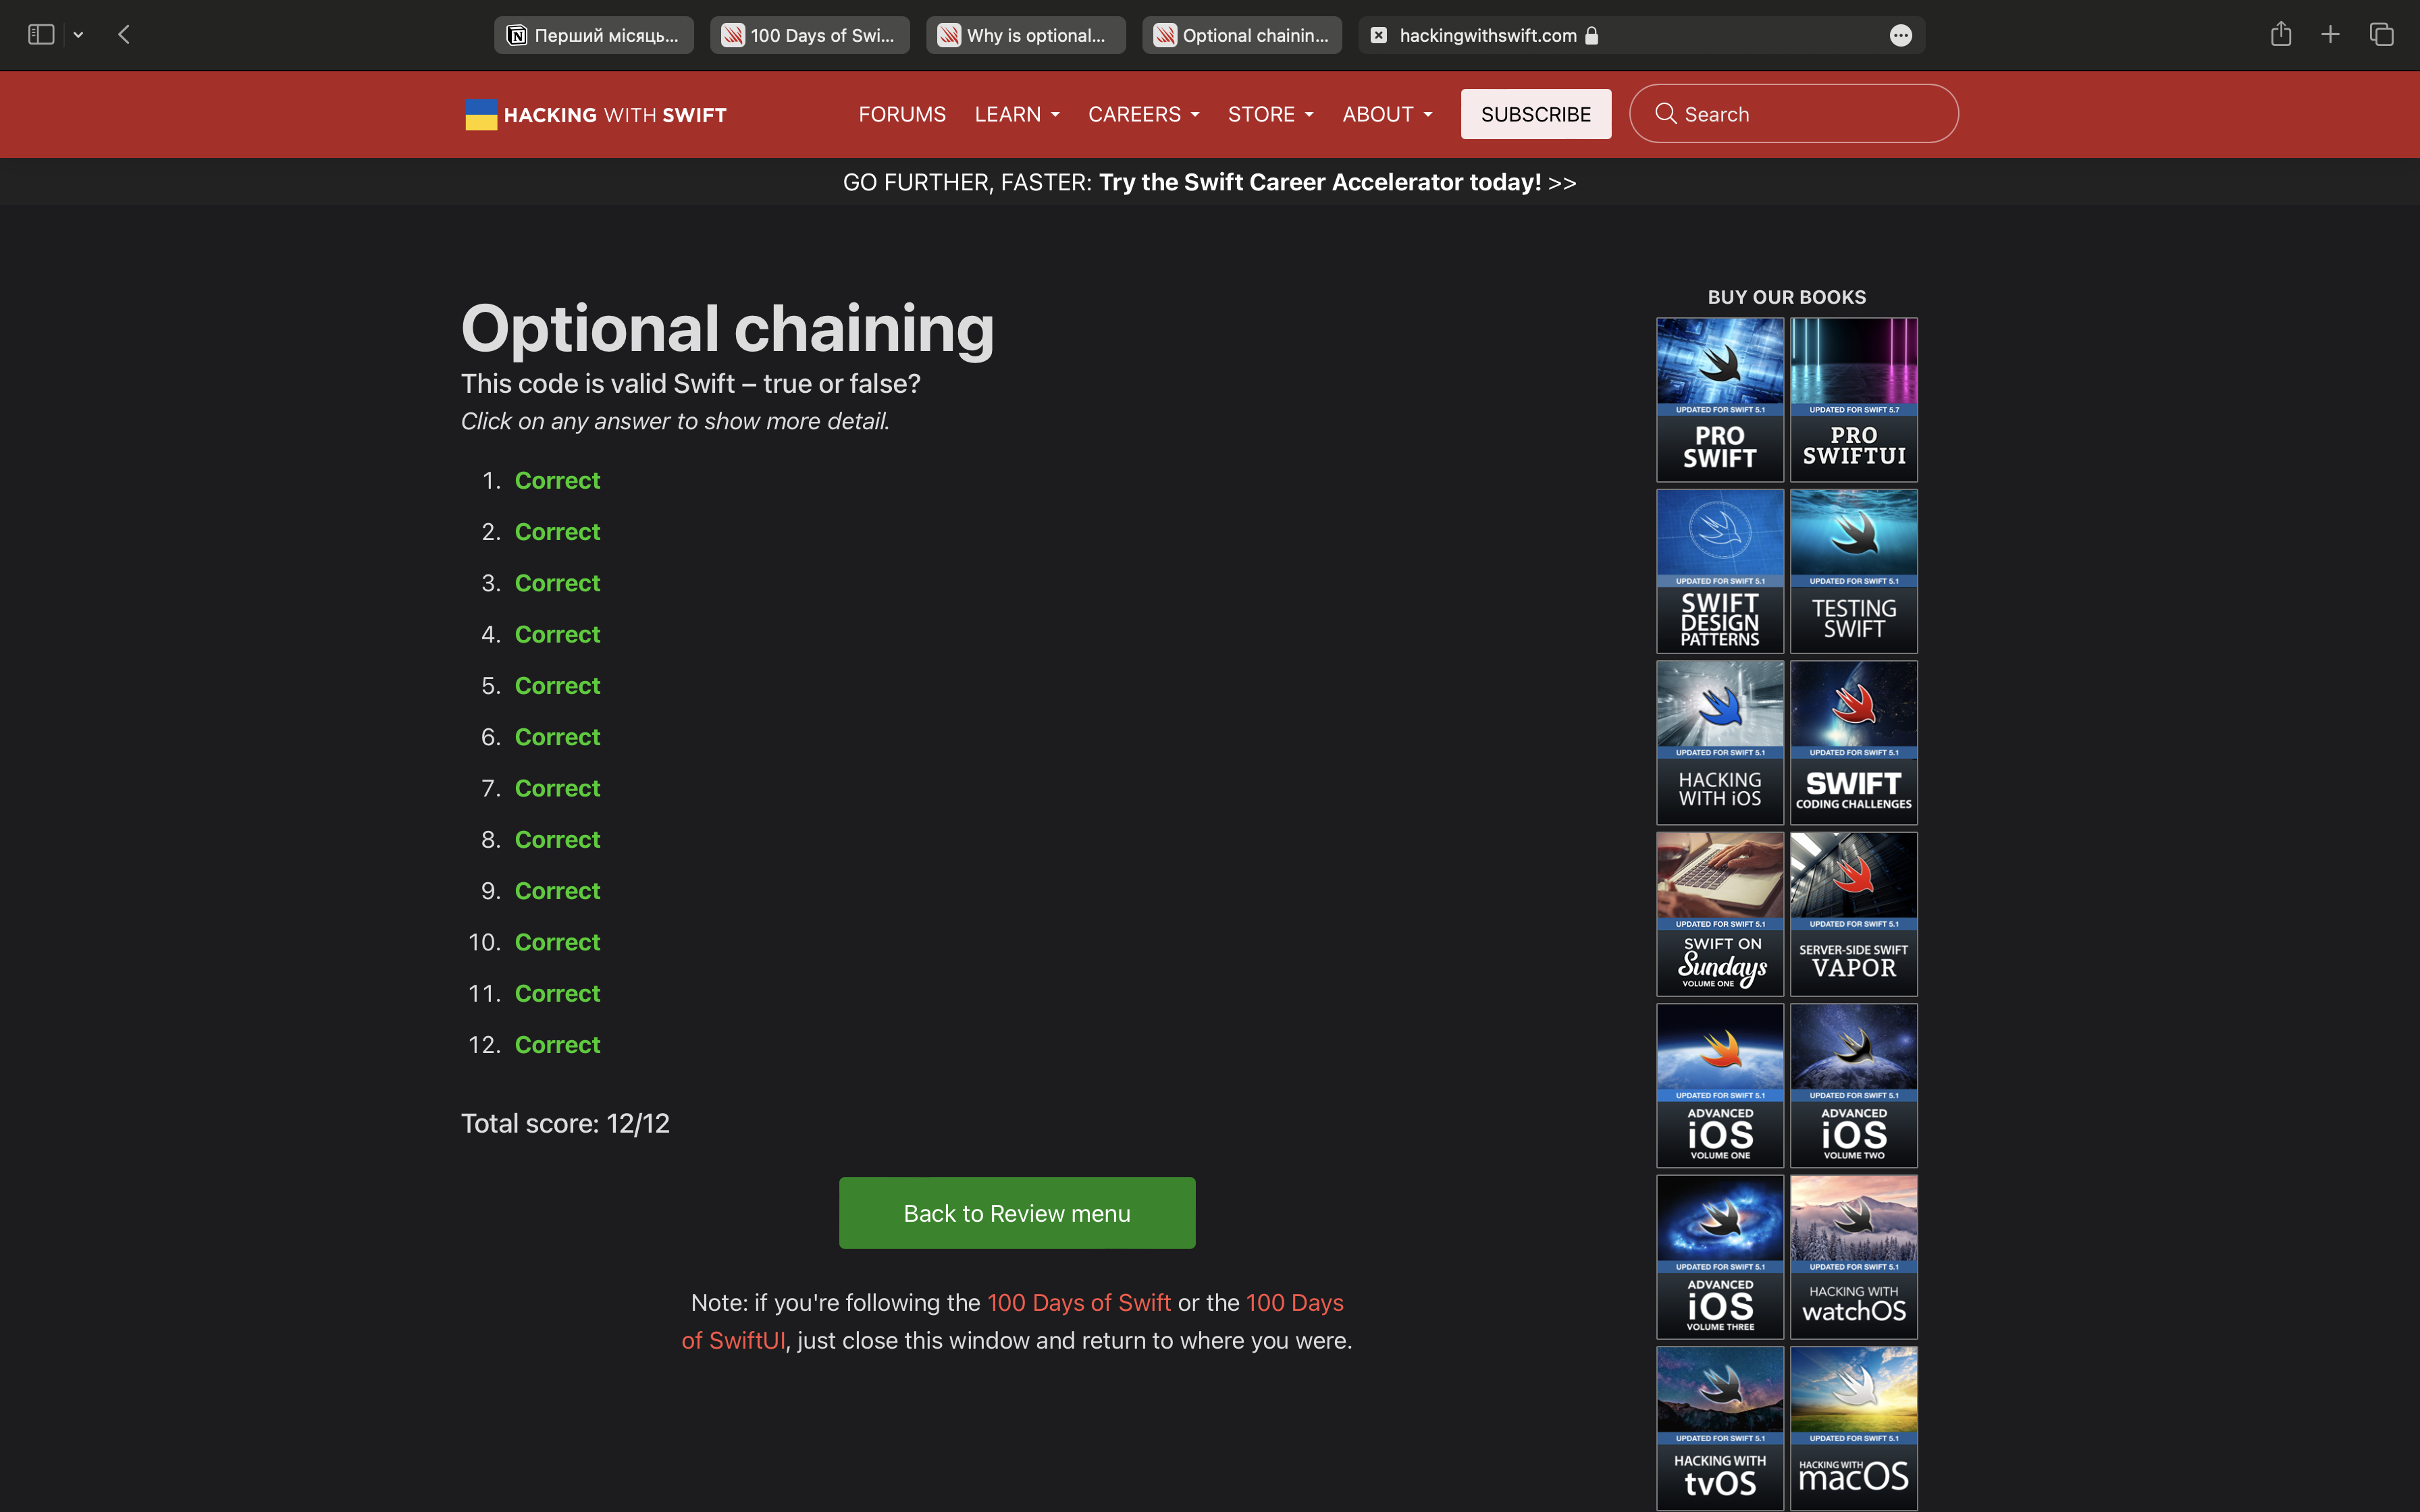 Перший місяць...
100 Days of Swi...
Why is optional...
Optional chainin...
hackingwithswift.com
HACKING WITH SWIFT
FORUMS
LEARN
CAREERS
STORE
ABOUT
SUBSCRIBE
Search
GO FURTHER, FASTER: Try the Swift Career Accelerator today! >>
Optional chaining
This code is valid Swift – true or false?
Click on any answer to show more detail.
1. Correct
2. Correct
3. Correct
4. Correct
5. Correct
6. Correct
7. Correct
8. Correct
9. Correct
10. Correct
11. Correct
12. Correct
Total score: 12/12
Back to Review menu
Note: if you're following the 100 Days of Swift or the 100 Days
of SwiftUI, just close this window and return to where you were.
BUY OUR BOOKS
UPDATED FOR SWIFT 5.1
PRO
SWIFT
UPDATED FOR SWIFT 5.7
PRO
SWIFTUI
UPDATED FOR SWIFT 5.1
SWIFT
DESIGN
PATTERNS
UPDATED FOR SWIFT 5.1
TESTING
SWIFT
UPDATED FOR SWIFT 5.1
HACKING
WITH iOS
UPDATED FOR SWIFT 5.1
SWIFT
CODING CHALLENGES
UPDATED FOR SWIFT 5.1
SWIFT ON
Sundays
VOLUME ONE
UPDATED FOR SWIFT 5.1
SERVER-SIDE SWIFT
VAPOR
UPDATED FOR SWIFT 5.1
ADVANCED
iOS
VOLUME ONE
UPDATED FOR SWIFT 5.1
ADVANCED
iOS
VOLUME TWO
UPDATED FOR SWIFT 5.1
ADVANCED
iOS
VOLUME THREE
UPDATED FOR SWIFT 5.1
HACKING WITH
watchOS
UPDATED FOR SWIFT 5.1
HACKING WITH
tvOS
UPDATED FOR SWIFT 5.1
HACKING WITH
macOS